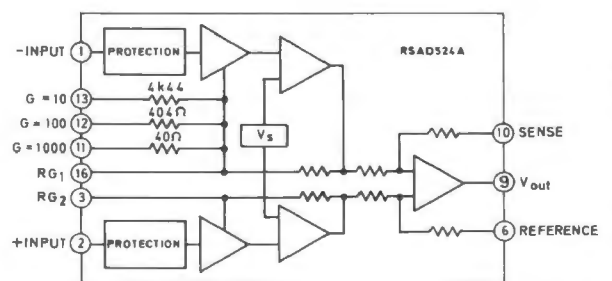 -INPUT 1 PROTECTION RSAD524A
4k44
G = 10 13
404Ω
G = 100 12
40Ω
G = 1000 11
Vs
10 SENSE
RG1 16
9 Vout
RG2 3
6 REFERENCE
+INPUT 2 PROTECTION